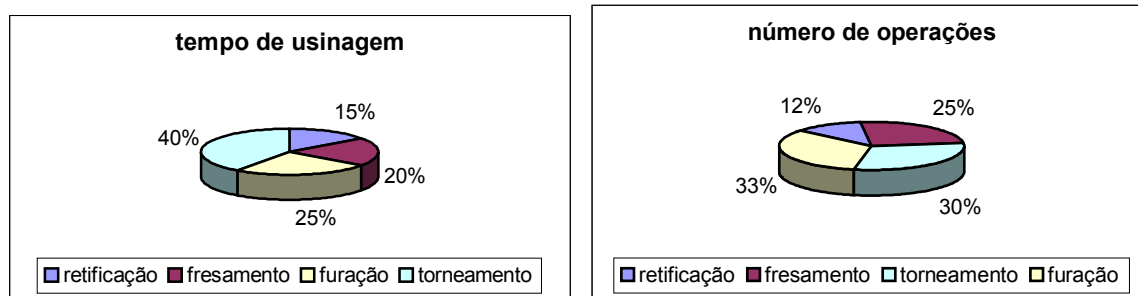 tempo de usinagem
15%
40%
20%
25%
retificação fresamento furação torneamento
número de operações
12% 25%
33%
30%
retificação fresamento torneamento furação